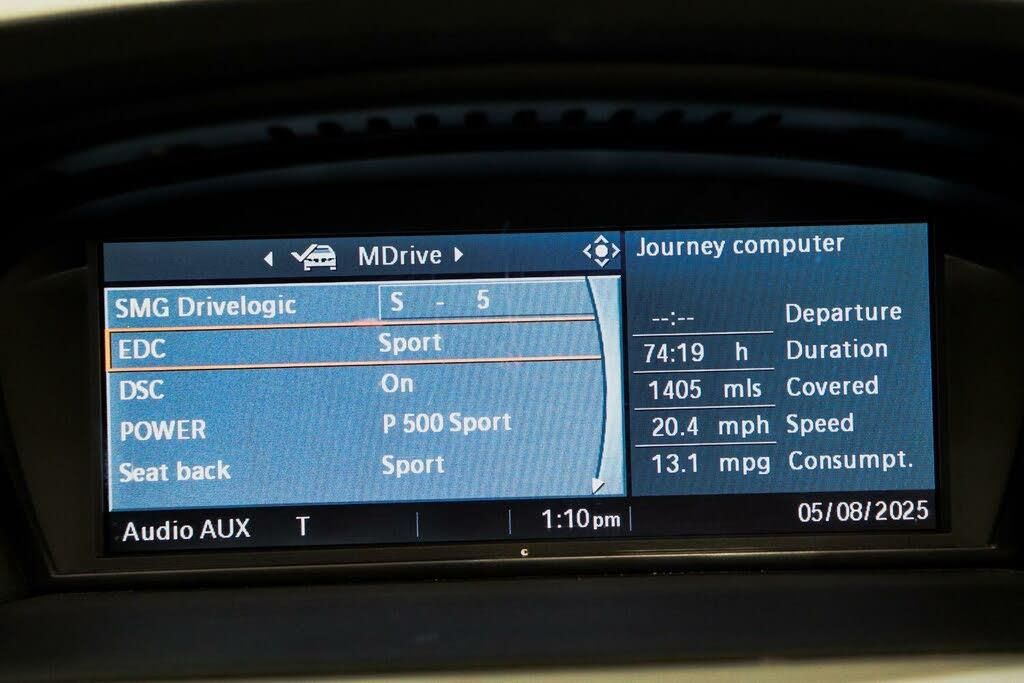 MDrive
SMG Drivelogic S - 5
EDC Sport
DSC On
POWER P 500 Sport
Seat back Sport
Journey computer
--:-- Departure
74:19 h Duration
1405 mls Covered
20.4 mph Speed
13.1 mpg Consumpt.
Audio AUX T 1:10pm 05/08/2025